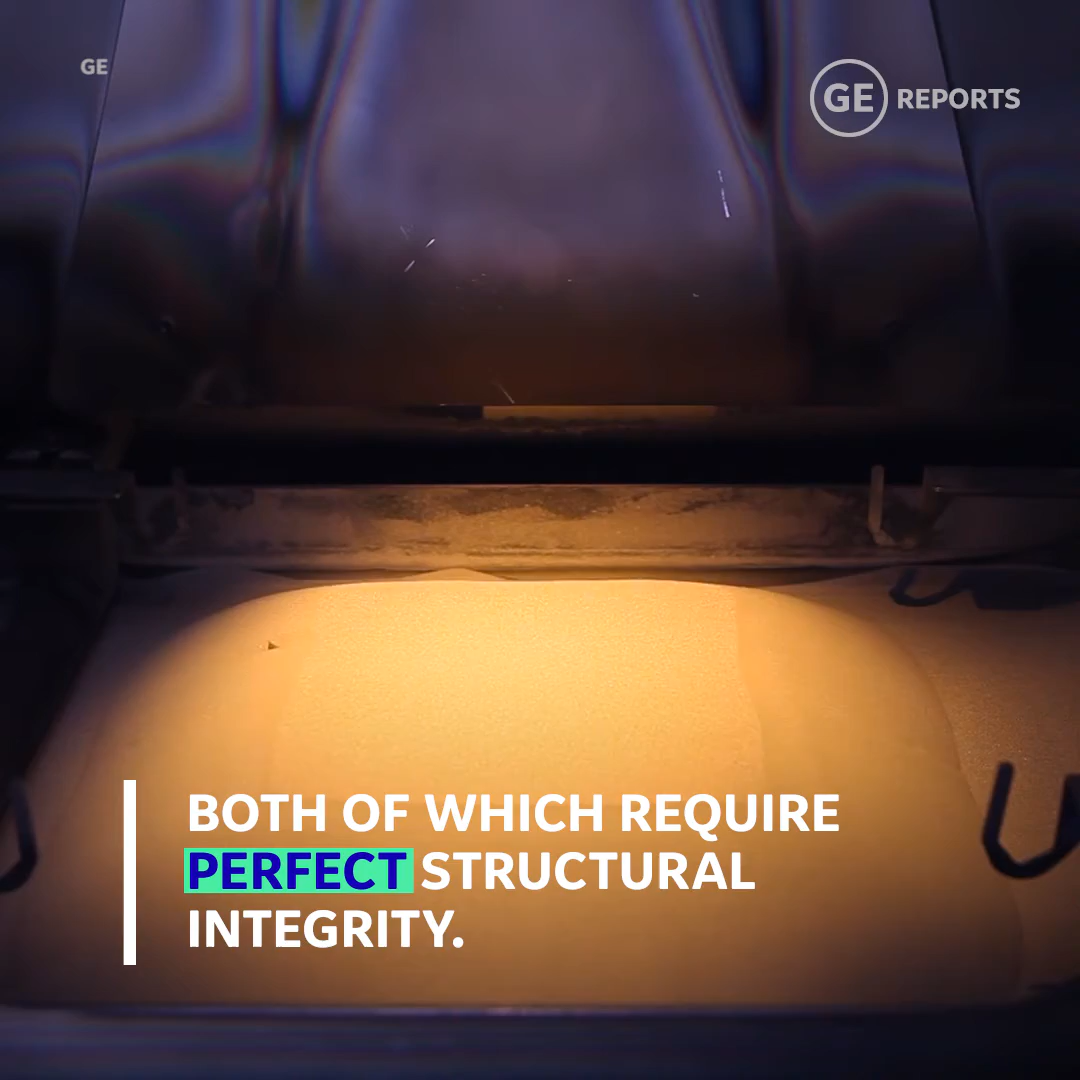 GE
GE REPORTS
BOTH OF WHICH REQUIRE
PERFECT STRUCTURAL
INTEGRITY.